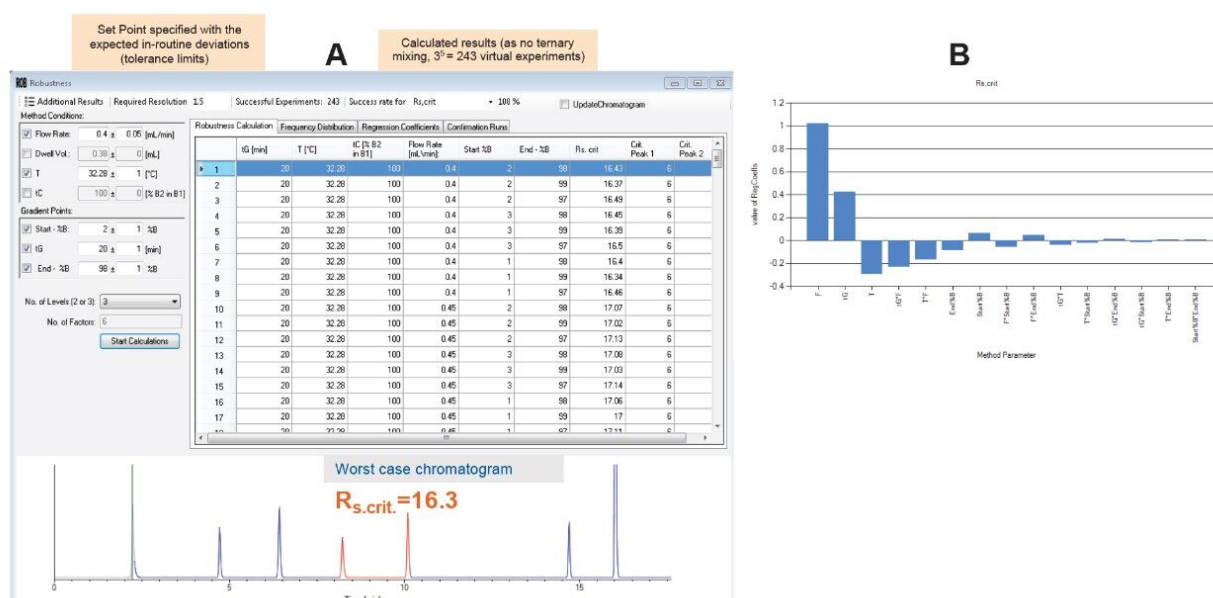 Set Point specified with the
expected in-routine deviations
(tolerance limits)
A
Calculated results (as no ternary
mixing, 3⁵ = 243 virtual experiments)
B
Robustness
Additional Results Required Resolution 1.5 Successful Experiments: 243 Success rate for Rs,crit 100 % UpdateChromatogram
Method Conditions:
Flow Rate: 0.4 ± 0.05 [mL/min]
Dwell Vol.: 0.38 ± 0 [mL]
T 32.28 ± 1 [°C]
tC 100 ± 0 [% B2 in B1]
Gradient Points:
Start - %B: 2 ± 1 %B
tG 20 ± 1 [min]
End - %B 98 ± 1 %B
No. of Levels (2 or 3): 3
No. of Factors: 6
Start Calculations
Robustness Calculation Frequency Distribution Regression Coefficients Confirmation Runs
tG [min] T [°C] tC [% B2 in B1] Flow Rate [mL/min] Start %B End - %B Rs. crit Crit. Peak 1 Crit. Peak 2
1 20 32.28 100 0.4 2 98 16.43 6
2 20 32.28 100 0.4 2 99 16.37 6
3 20 32.28 100 0.4 2 97 16.49 6
4 20 32.28 100 0.4 3 98 16.45 6
5 20 32.28 100 0.4 3 99 16.39 6
6 20 32.28 100 0.4 3 97 16.5 6
7 20 32.28 100 0.4 1 98 16.4 6
8 20 32.28 100 0.4 1 99 16.34 6
9 20 32.28 100 0.4 1 97 16.46 6
10 20 32.28 100 0.45 2 98 17.07 6
11 20 32.28 100 0.45 2 99 17.02 6
12 20 32.28 100 0.45 2 97 17.13 6
13 20 32.28 100 0.45 3 98 17.08 6
14 20 32.28 100 0.45 3 99 17.03 6
15 20 32.28 100 0.45 3 97 17.14 6
16 20 32.28 100 0.45 1 98 17.06 6
17 20 32.28 100 0.45 1 99 17 6
Worst case chromatogram
Rs.crit.=16.3
0 5 10 15
Rs,crit
value of RegCoeffs
1.2
1
0.8
0.6
0.4
0.2
0
-0.2
-0.4
F
tG
T
tG*F
T*F
End%B
Start%B
F*Start%B
F*End%B
tG*T
T*Start%B
tG*End%B
tG*Start%B
T*End%B
Start%B*End%B
Method Parameter